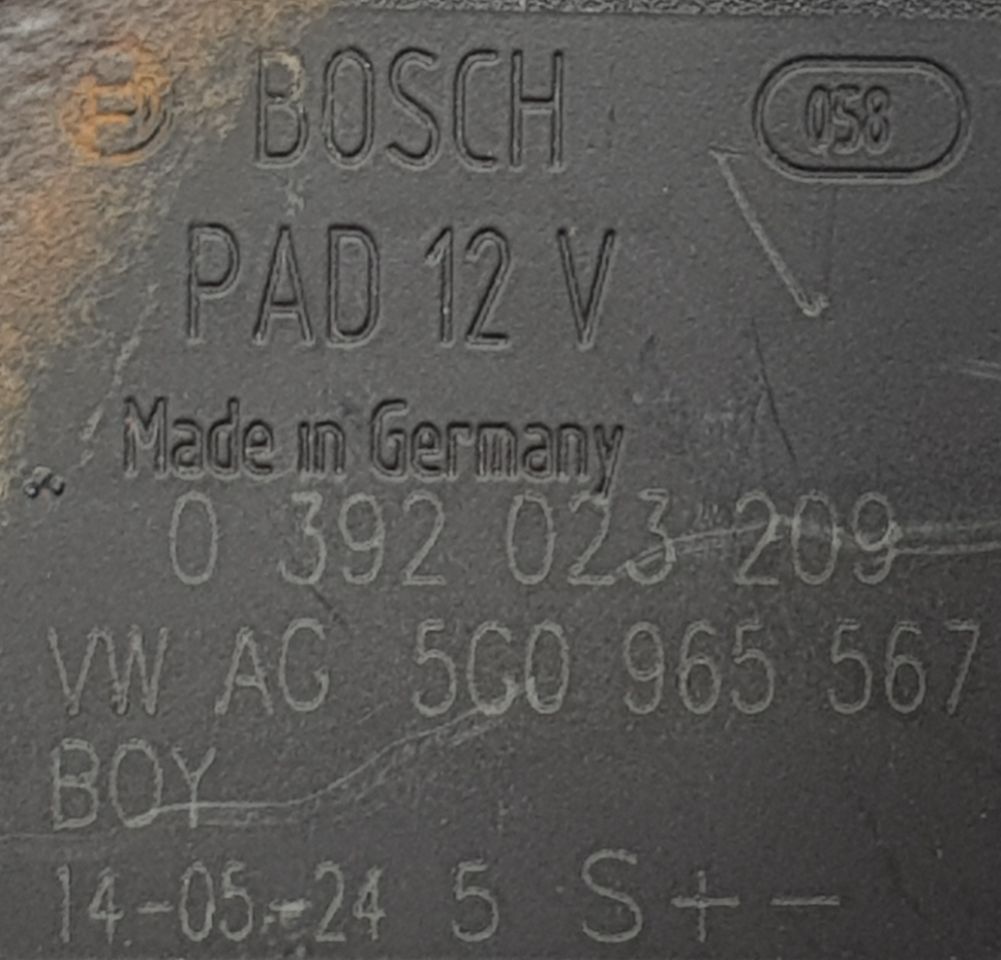 BOSCH 058
PAD 12 V
Made in Germany
0 392 023 209
VW AG 5G0 965 567
BOY
14-05-24 5 S + -